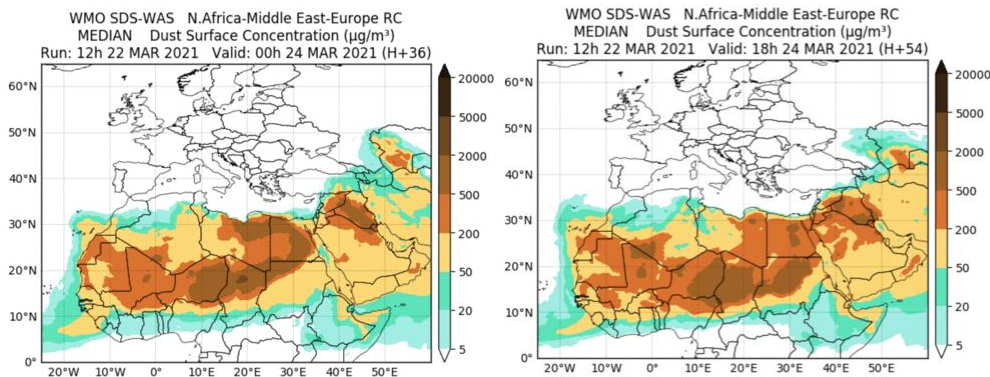 WMO SDS-WAS N.Africa-Middle East-Europe RC
MEDIAN Dust Surface Concentration (µg/m³)
Run: 12h 22 MAR 2021 Valid: 00h 24 MAR 2021 (H+36)
60°N
50°N
40°N
30°N
20°N
10°N
0°
20°W
10°W
0°
10°E
20°E
30°E
40°E
50°E
20000
5000
2000
500
200
50
20
5
WMO SDS-WAS N.Africa-Middle East-Europe RC
MEDIAN Dust Surface Concentration (µg/m³)
Run: 12h 22 MAR 2021 Valid: 18h 24 MAR 2021 (H+54)
60°N
50°N
40°N
30°N
20°N
10°N
0°
20°W
10°W
0°
10°E
20°E
30°E
40°E
50°E
20000
5000
2000
500
200
50
20
5